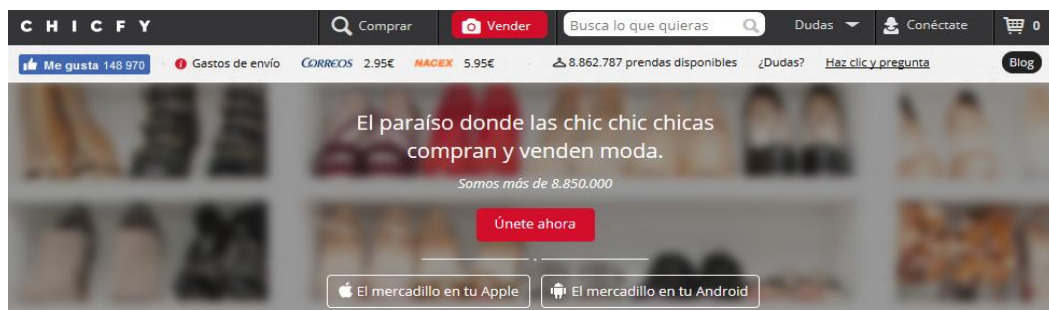 CHICFY Comprar Vender Busca lo que quieras Dudas Conéctate 0
Me gusta 148 970 Gastos de envío CORREOS 2.95€ NACEX 5.95€ 8.862.787 prendas disponibles ¿Dudas? Haz clic y pregunta Blog
El paraíso donde las chic chic chicas
compran y venden moda.
Somos más de 8.850.000
Únete ahora
El mercadillo en tu Apple El mercadillo en tu Android